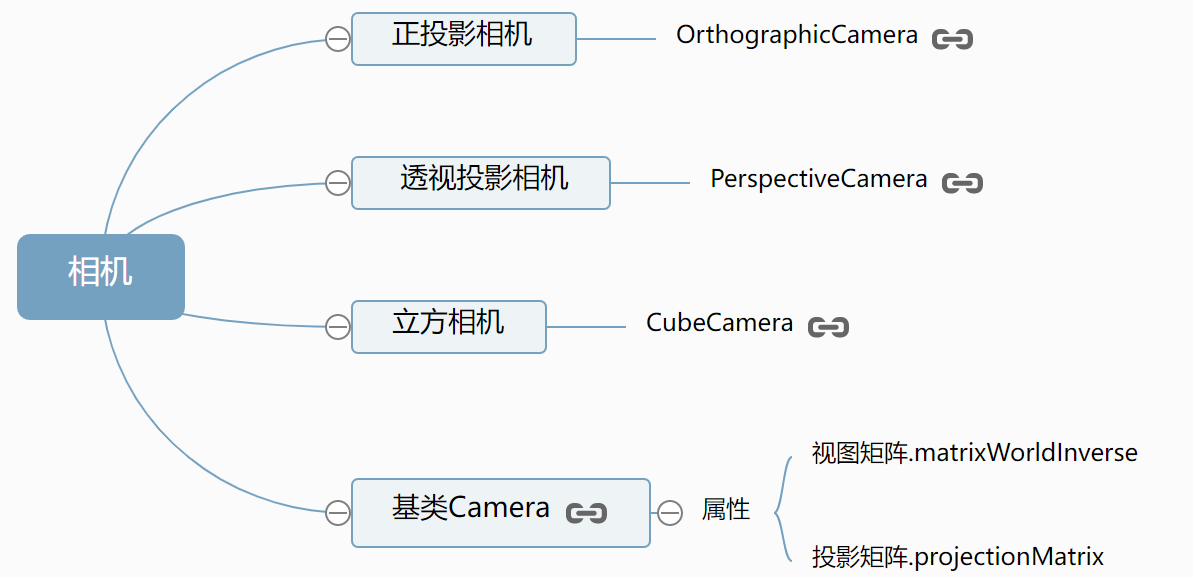 正投影相机
OrthographicCamera
透视投影相机
PerspectiveCamera
相机
立方相机
CubeCamera
基类Camera
属性
视图矩阵.matrixWorldInverse
投影矩阵.projectionMatrix